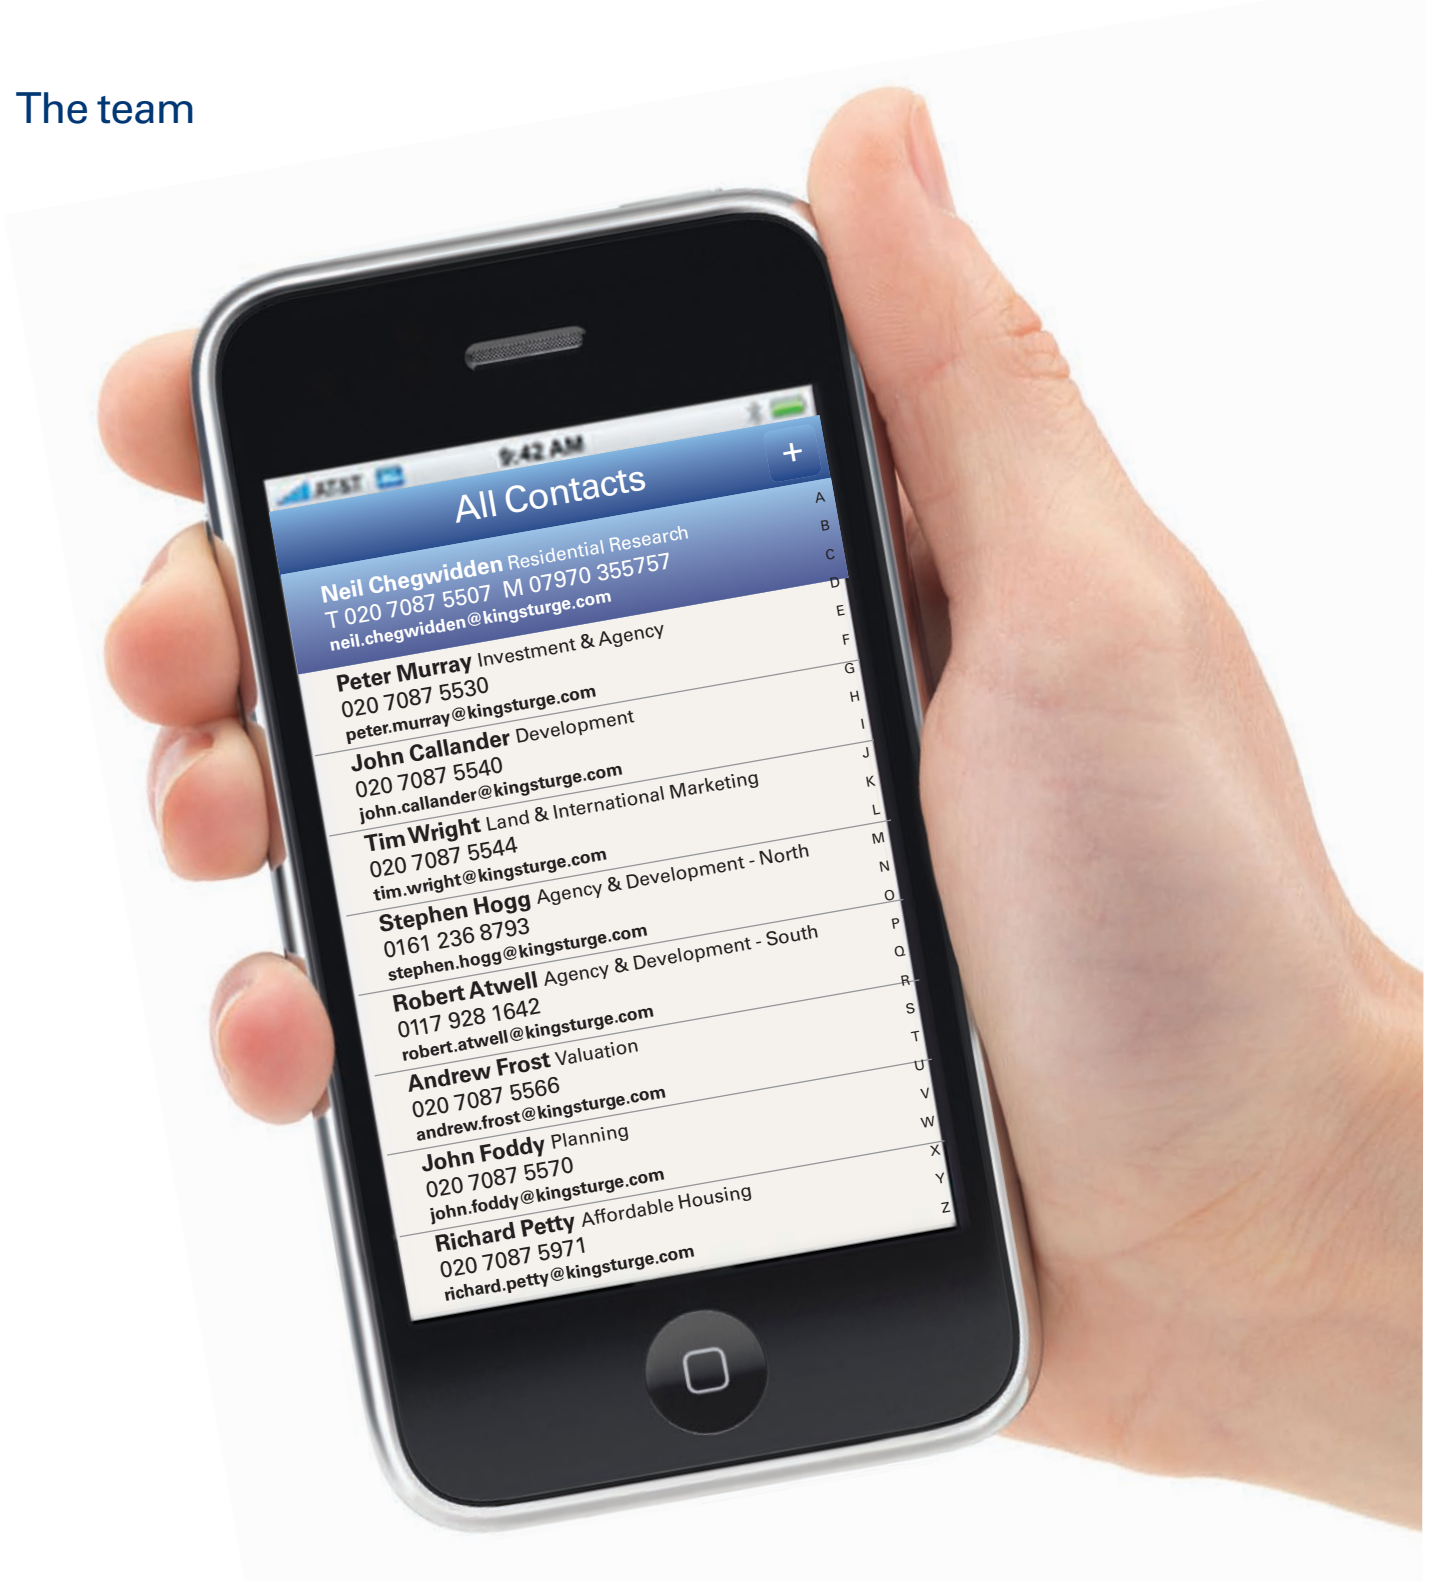 The team
AT&T 9:42 AM
All Contacts +
Neil Chegwidden Residential Research
T 020 7087 5507 M 07970 355757
neil.chegwidden@kingsturge.com
Peter Murray Investment & Agency
020 7087 5530
peter.murray@kingsturge.com
John Callander Development
020 7087 5540
john.callander@kingsturge.com
Tim Wright Land & International Marketing
020 7087 5544
tim.wright@kingsturge.com
Stephen Hogg Agency & Development - North
0161 236 8793
stephen.hogg@kingsturge.com
Robert Atwell Agency & Development - South
0117 928 1642
robert.atwell@kingsturge.com
Andrew Frost Valuation
020 7087 5566
andrew.frost@kingsturge.com
John Foddy Planning
020 7087 5570
john.foddy@kingsturge.com
Richard Petty Affordable Housing
020 7087 5971
richard.petty@kingsturge.com
A
B
C
D
E
F
G
H
I
J
K
L
M
N
O
P
Q
R
S
T
U
V
W
X
Y
Z